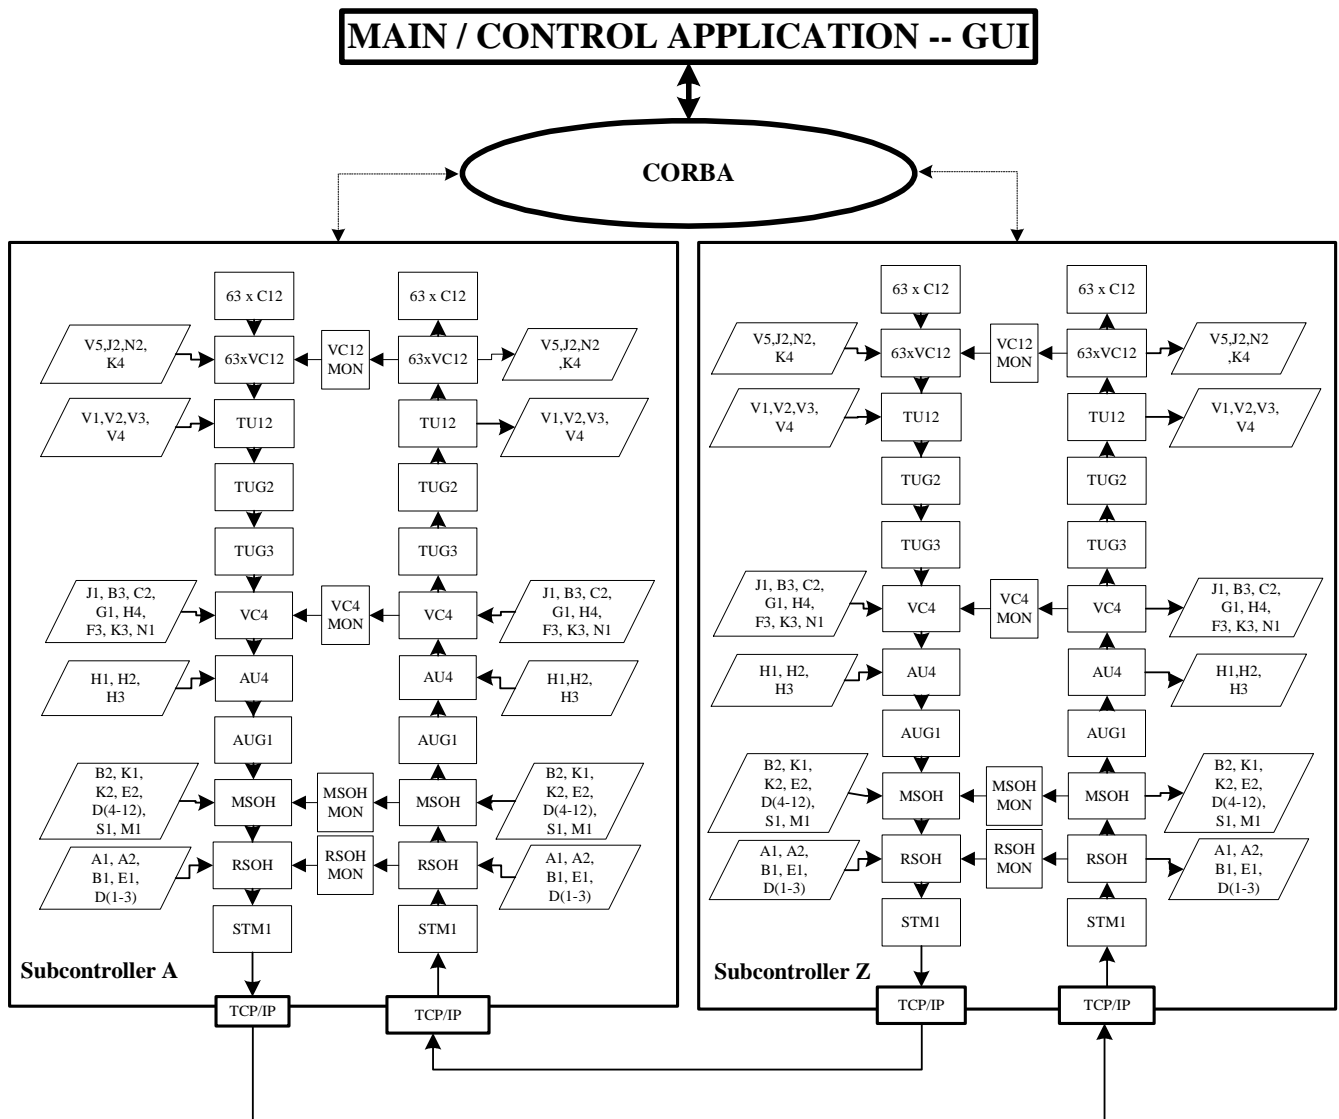 MAIN / CONTROL APPLICATION -- GUI
CORBA
63 x C12
63 x C12
V5,J2,N2,
K4
63xVC12
VC12
MON
63xVC12
V5,J2,N2
,K4
V1,V2,V3,
V4
TU12
TU12
V1,V2,V3,
V4
TUG2
TUG2
TUG3
TUG3
J1, B3, C2,
G1, H4,
F3, K3, N1
VC4
VC4
MON
VC4
J1, B3, C2,
G1, H4,
F3, K3, N1
H1, H2,
H3
AU4
AU4
H1,H2,
H3
AUG1
AUG1
B2, K1,
K2, E2,
D(4-12),
S1, M1
MSOH
MSOH
MON
MSOH
B2, K1,
K2, E2,
D(4-12),
S1, M1
A1, A2,
B1, E1,
D(1-3)
RSOH
RSOH
MON
RSOH
A1, A2,
B1, E1,
D(1-3)
STM1
STM1
Subcontroller A
TCP/IP
TCP/IP
63 x C12
63 x C12
V5,J2,N2,
K4
63xVC12
VC12
MON
63xVC12
V5,J2,N2
,K4
V1,V2,V3,
V4
TU12
TU12
V1,V2,V3,
V4
TUG2
TUG2
TUG3
TUG3
J1, B3, C2,
G1, H4,
F3, K3, N1
VC4
VC4
MON
VC4
J1, B3, C2,
G1, H4,
F3, K3, N1
H1, H2,
H3
AU4
AU4
H1,H2,
H3
AUG1
AUG1
B2, K1,
K2, E2,
D(4-12),
S1, M1
MSOH
MSOH
MON
MSOH
B2, K1,
K2, E2,
D(4-12),
S1, M1
A1, A2
B1, E1,
D(1-3)
RSOH
RSOH
MON
RSOH
A1, A2,
B1, E1,
D(1-3)
STM1
STM1
Subcontroller Z
TCP/IP
TCP/IP